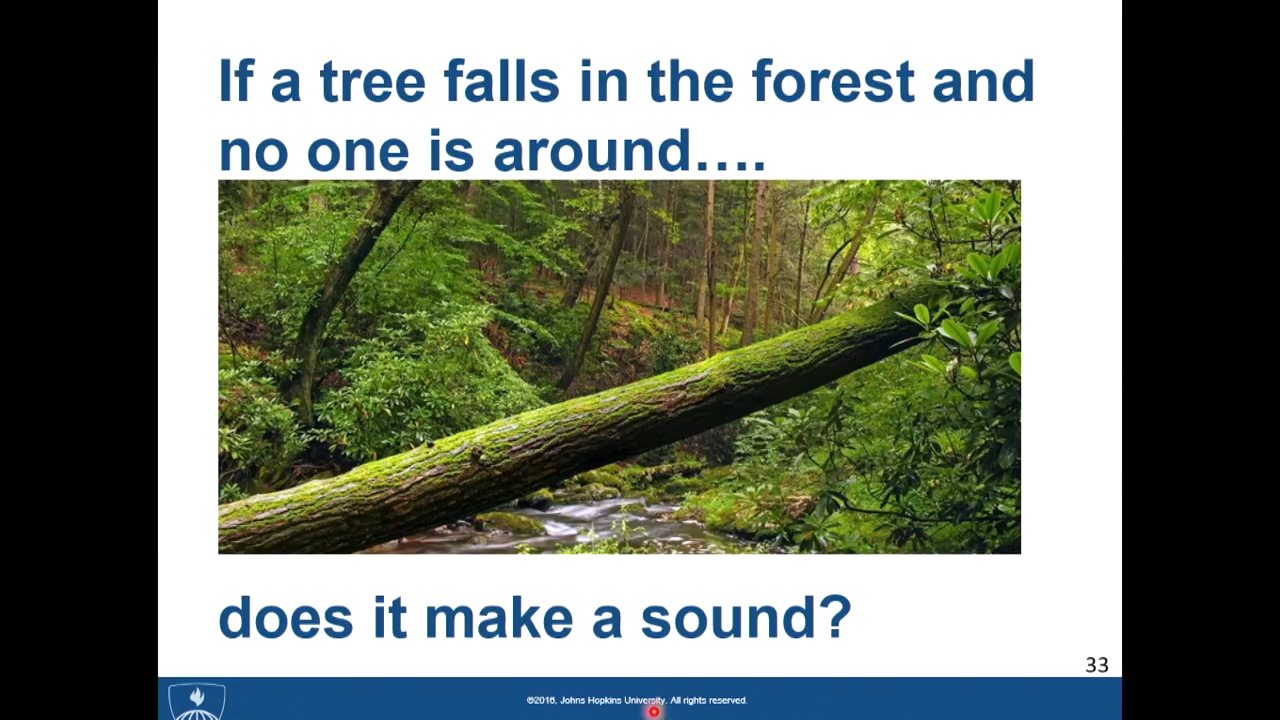 If a tree falls in the forest and
no one is around….
does it make a sound?
33
©2016, Johns Hopkins University. All rights reserved.